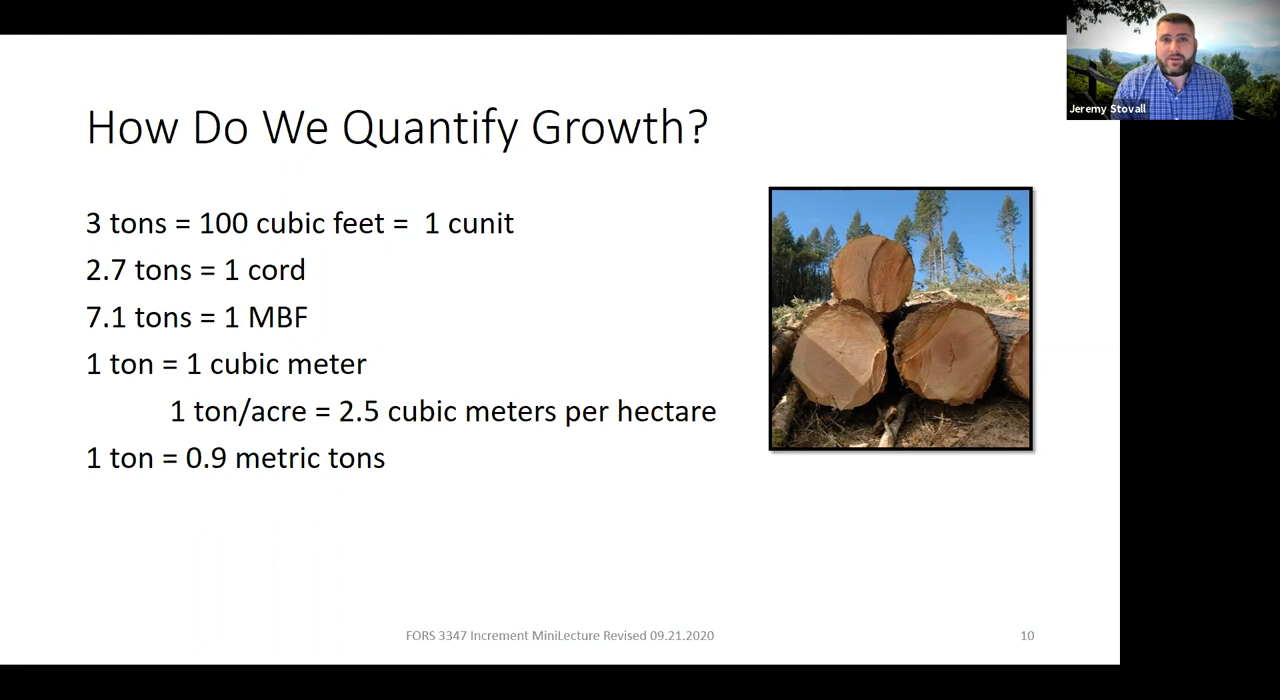 Jeremy Stovall
How Do We Quantify Growth?
3 tons = 100 cubic feet = 1 cunit
2.7 tons = 1 cord
7.1 tons = 1 MBF
1 ton = 1 cubic meter
1 ton/acre = 2.5 cubic meters per hectare
1 ton = 0.9 metric tons
FORS 3347 Increment MiniLecture Revised 09.21.2020
10